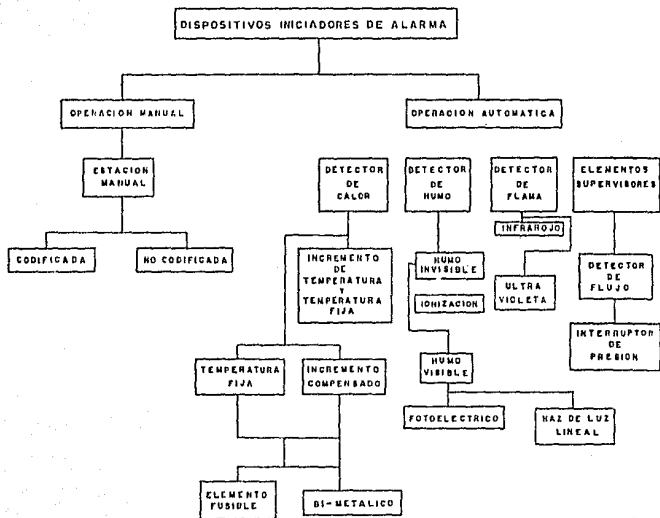 DISPOSITIVOS INICIADORES DE ALARMA
OPERACION MANUAL
OPERACION AUTOMATICA
ESTACION
MANUAL
DETECTOR
DE
CALOR
DETECTOR
DE
HUMO
DETECTOR
DE
FLAMA
ELEMENTOS
SUPERVISORES
CODIFICADA
NO CODIFICADA
INCREMENTO
DE
TEMPERATURA
Y
TEMPERATURA
FIJA
HUMO
INVISIBLE
IONIZACION
INFRAROJO
ULTRA
VIOLETA
DETECTOR
DE
FLUJO
INTERRUPTOR
DE
PRESION
TEMPERATURA
FIJA
INCREMENTO
COMPENSADO
HUMO
VISIBLE
FOTOELECTRICO
HAZ DE LUZ
LINEAL
ELEMENTO
FUSIBLE
BI-METALICO